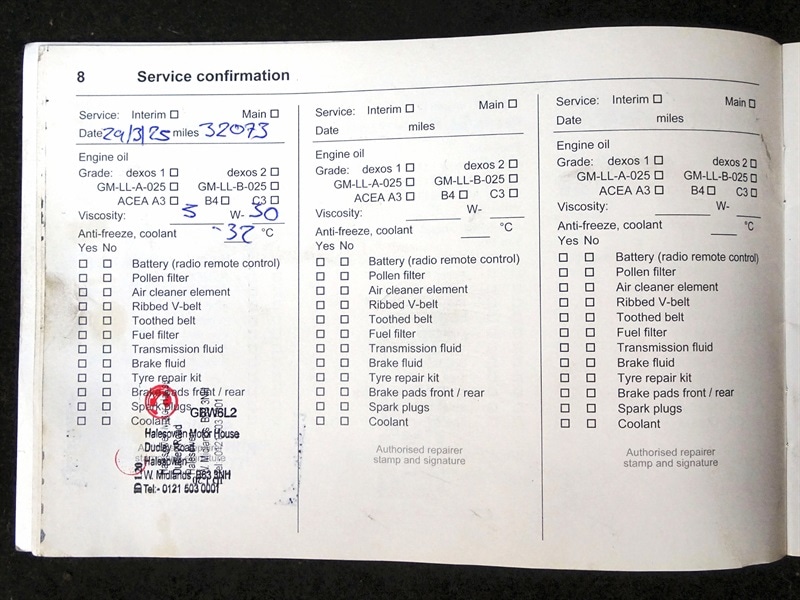 8 Service confirmation
Service: Interim ☐ Main ☐
Date 29/3/25 miles 32073
Engine oil
Grade: dexos 1 ☐ dexos 2 ☐
GM-LL-A-025 ☐ GM-LL-B-025 ☐
ACEA A3 ☐ B4 ☐ C3 ☐
Viscosity: 5 W- 30
Anti-freeze, coolant -32 °C
Yes No
☐ ☐ Battery (radio remote control)
☐ ☐ Pollen filter
☐ ☐ Air cleaner element
☐ ☐ Ribbed V-belt
☐ ☐ Toothed belt
☐ ☐ Fuel filter
☐ ☐ Transmission fluid
☐ ☐ Brake fluid
☐ ☐ Tyre repair kit
☐ ☐ Brake pads front / rear
☐ ☐ Spark plugs
☐ ☐ Coolant
GBW6L2
Halesowen Motor House
Dudley Road
Halesowen
W. Midlands, B63 3NH
Tel:- 0121 503 0001
Service: Interim ☐ Main ☐
Date miles
Engine oil
Grade: dexos 1 ☐ dexos 2 ☐
GM-LL-A-025 ☐ GM-LL-B-025 ☐
ACEA A3 ☐ B4 ☐ C3 ☐
Viscosity: W-
Anti-freeze, coolant °C
Yes No
☐ ☐ Battery (radio remote control)
☐ ☐ Pollen filter
☐ ☐ Air cleaner element
☐ ☐ Ribbed V-belt
☐ ☐ Toothed belt
☐ ☐ Fuel filter
☐ ☐ Transmission fluid
☐ ☐ Brake fluid
☐ ☐ Tyre repair kit
☐ ☐ Brake pads front / rear
☐ ☐ Spark plugs
☐ ☐ Coolant
Authorised repairer
stamp and signature
Service: Interim ☐ Main ☐
Date miles
Engine oil
Grade: dexos 1 ☐ dexos 2 ☐
GM-LL-A-025 ☐ GM-LL-B-025 ☐
ACEA A3 ☐ B4 ☐ C3 ☐
Viscosity: W-
Anti-freeze, coolant °C
Yes No
☐ ☐ Battery (radio remote control)
☐ ☐ Pollen filter
☐ ☐ Air cleaner element
☐ ☐ Ribbed V-belt
☐ ☐ Toothed belt
☐ ☐ Fuel filter
☐ ☐ Transmission fluid
☐ ☐ Brake fluid
☐ ☐ Tyre repair kit
☐ ☐ Brake pads front / rear
☐ ☐ Spark plugs
☐ ☐ Coolant
Authorised repairer
stamp and signature